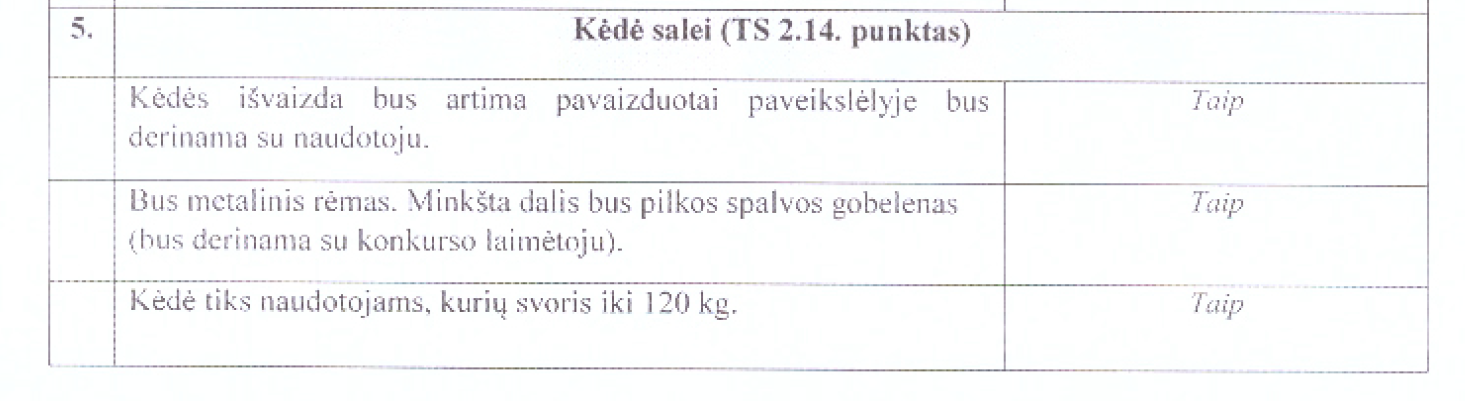 5. Kėdė salei (TS 2.14. punktas)
Kėdės išvaizda bus artima pavaizduotai paveikslėlyje bus Taip
derinama su naudotoju.
Bus metalinis rėmas. Minkšta dalis bus pilkos spalvos gobelenas Taip
(bus derinama su konkurso laimėtoju).
Kėdė tiks naudotojams, kurių svoris iki 120 kg. Taip